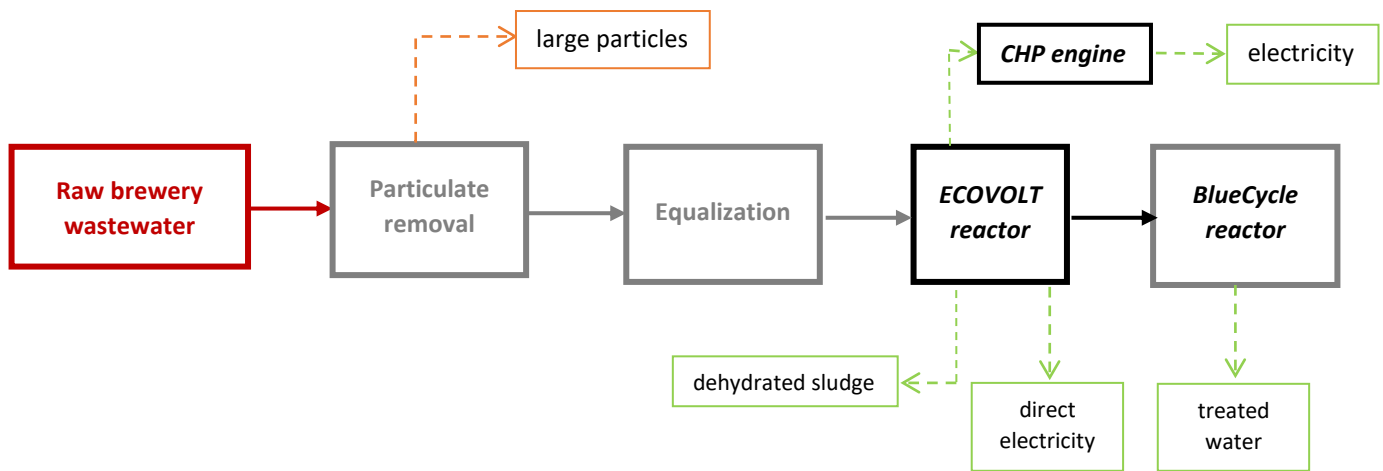 large particles
CHP engine
electricity
Raw brewery
wastewater
Particulate
removal
Equalization
ECOVOLT
reactor
BlueCycle
reactor
dehydrated sludge
direct
electricity
treated
water